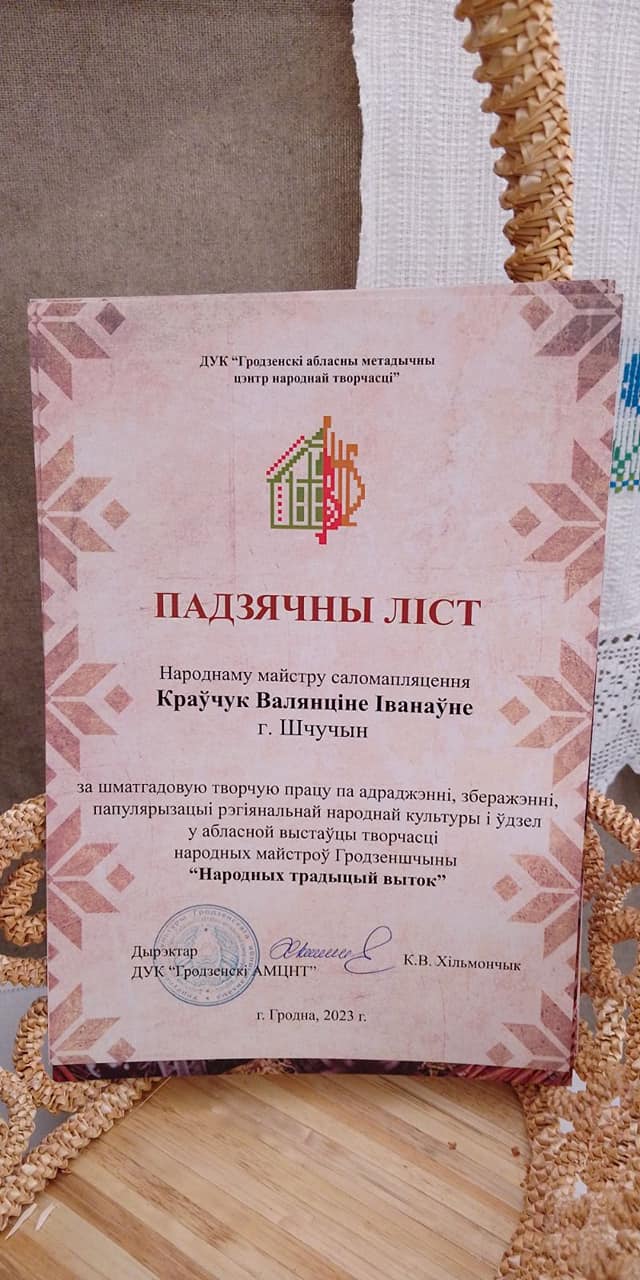 ДУК “Гродзенскі абласны метадычны
цэнтр народнай творчасці”
ПАДЗЯЧНЫ ЛІСТ
Народнаму майстру саломапляцення
Краўчук Валянціне Іванаўне
г. Шчучын
за шматгадовую творчую працу па адраджэнні, зберажэнні,
папулярызацыі рэгіянальнай народнай культуры і ўдзел
у абласной выстаўцы творчасці
народных майстроў Гродзеншчыны
“Народных традыцый выток”
Дырэктар
ДУК “Гродзенскі АМЦНТ”
К.В. Хільмончык
г. Гродна, 2023 г.